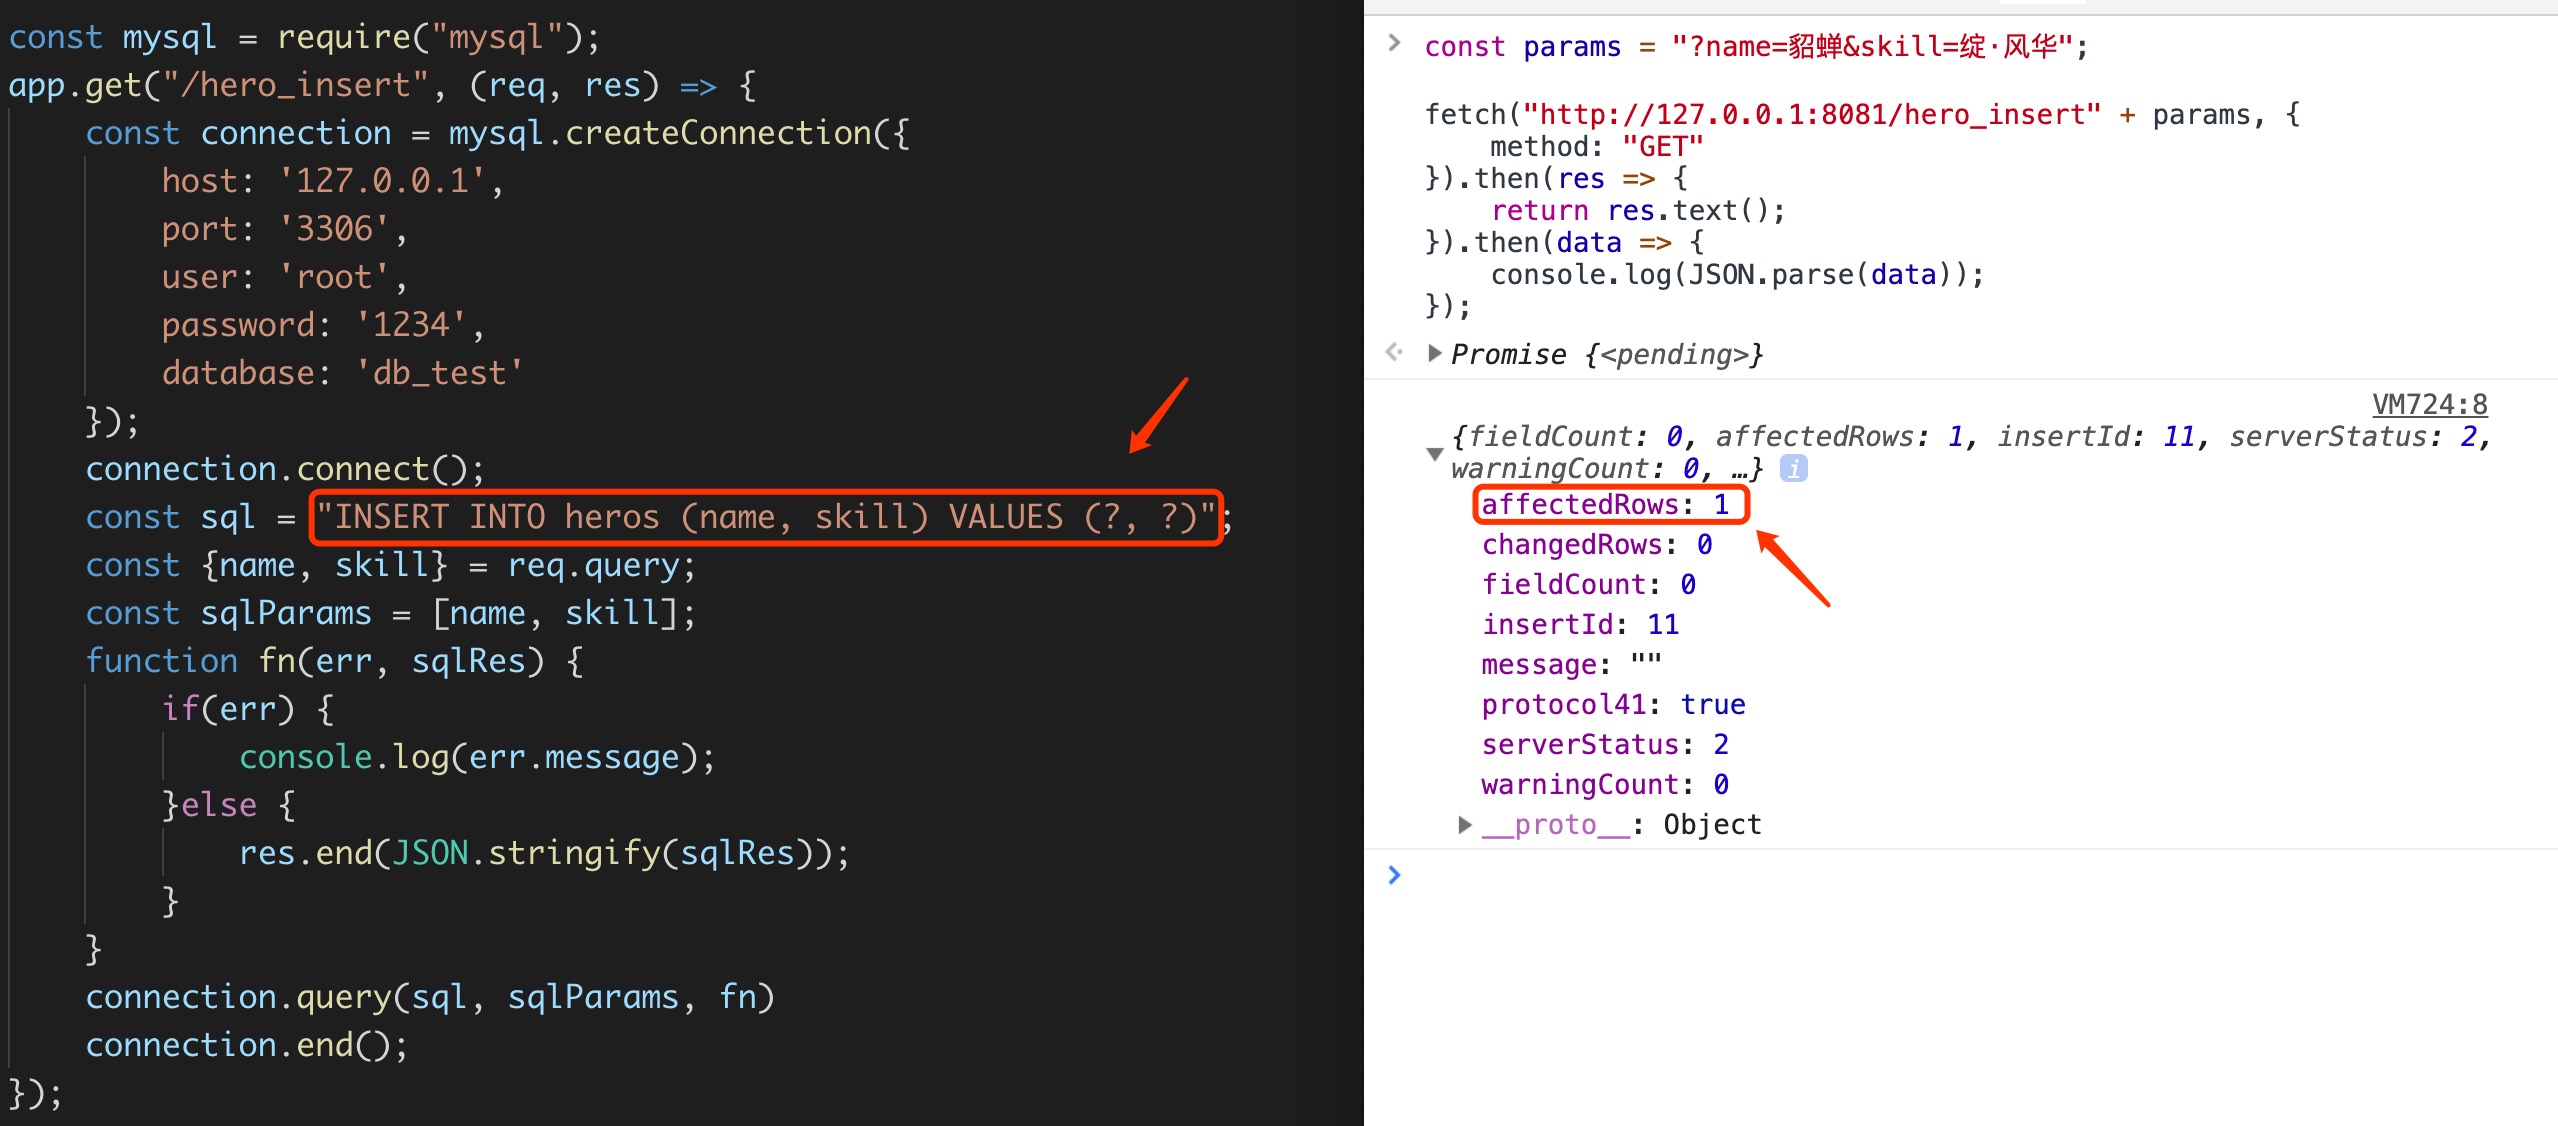 const mysql = require("mysql");
app.get("/hero_insert", (req, res) => {
    const connection = mysql.createConnection({
        host: '127.0.0.1',
        port: '3306',
        user: 'root',
        password: '1234',
        database: 'db_test'
    });
    connection.connect();
    const sql = "INSERT INTO heros (name, skill) VALUES (?, ?)";
    const {name, skill} = req.query;
    const sqlParams = [name, skill];
    function fn(err, sqlRes) {
        if(err) {
            console.log(err.message);
        }else {
            res.end(JSON.stringify(sqlRes));
        }
    }
    connection.query(sql, sqlParams, fn)
    connection.end();
});
const params = "?name=貂蝉&skill=绽·风华";
fetch("http://127.0.0.1:8081/hero_insert" + params, {
    method: "GET"
}).then(res => {
    return res.text();
}).then(data => {
    console.log(JSON.parse(data));
});
Promise {<pending>}
VM724:8
{fieldCount: 0, affectedRows: 1, insertId: 11, serverStatus: 2,
warningCount: 0, …} i
affectedRows: 1
changedRows: 0
fieldCount: 0
insertId: 11
message: ""
protocol41: true
serverStatus: 2
warningCount: 0
__proto__: Object